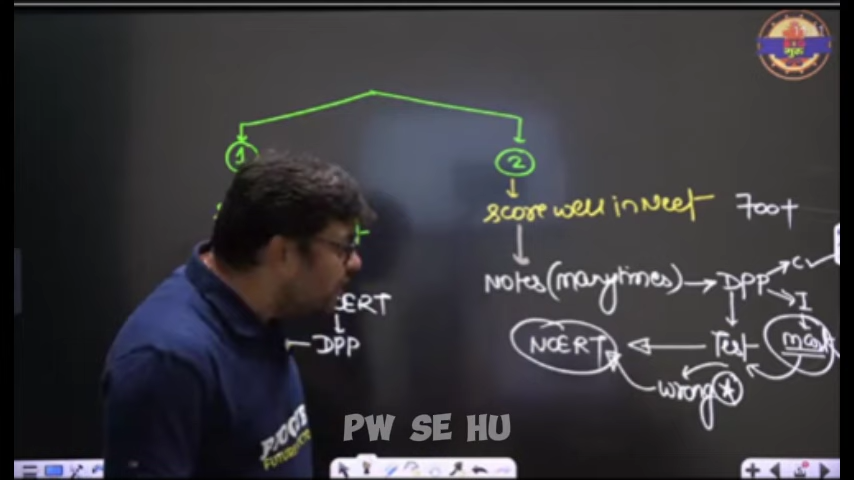 1
2
score well in Neet 700+
Notes (many times) → DPP → C
I
NCERT
DPP
NCERT ← Test
mark
wrong *
PW SE HU
गुरु